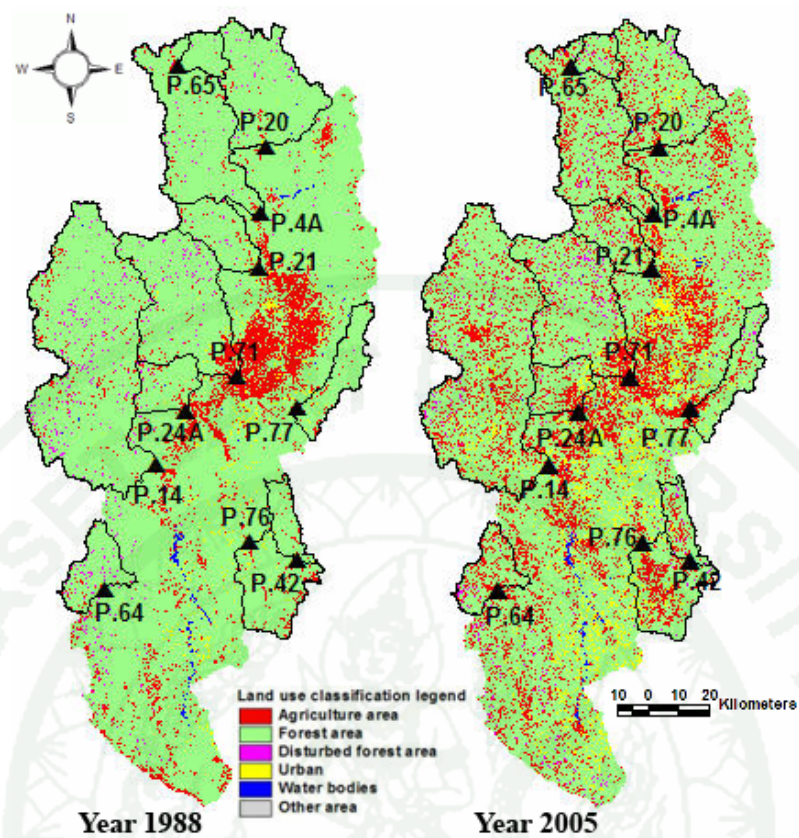 N
W E
S
P.65
P.20
P.4A
P.21
P.71
P.24A
P.77
P.14
P.76
P.42
P.64
P.65
P.20
P.4A
P.21
P.71
P.24A
P.77
P.14
P.76
P.42
P.64
Land use classification legend
Agriculture area
Forest area
Disturbed forest area
Urban
Water bodies
Other area
10 0 10 20 Kilometers
Year 1988
Year 2005